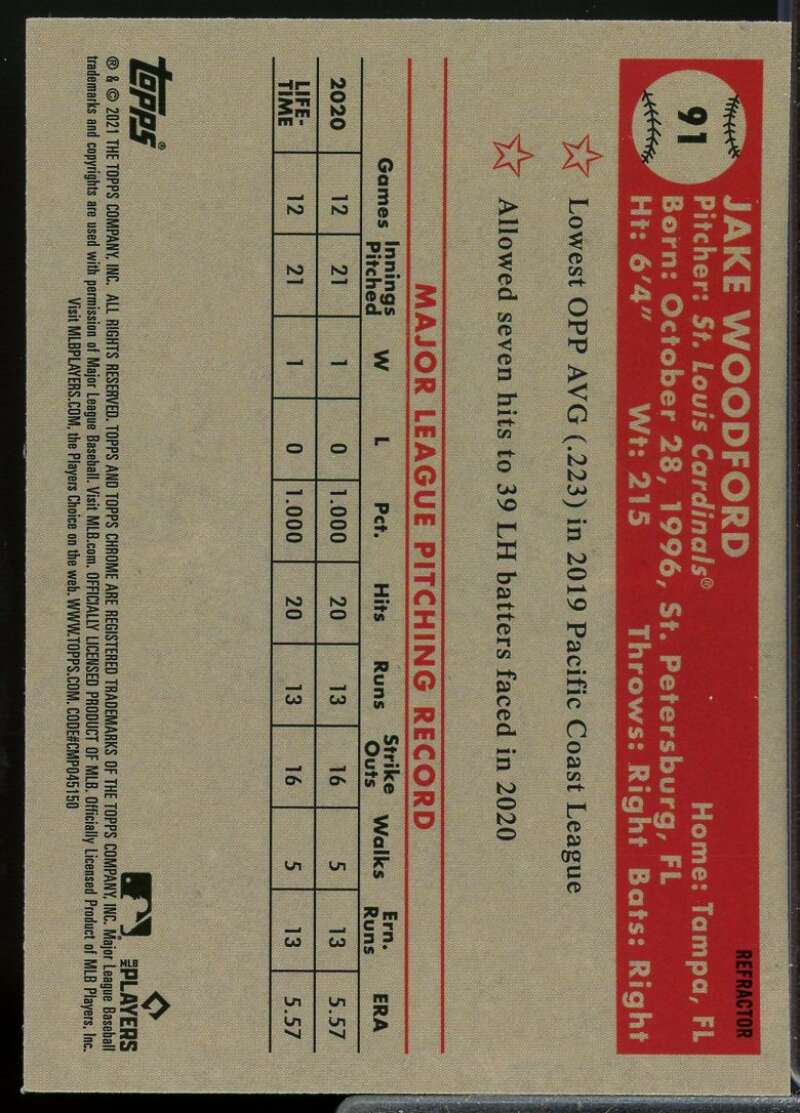 91
REFRACTOR
JAKE WOODFORD
Pitcher: St. Louis Cardinals® Home: Tampa, FL
Born: October 28, 1996, St. Petersburg, FL
Ht: 6'4" Wt: 215 Throws: Right Bats: Right
Lowest OPP AVG (.223) in 2019 Pacific Coast League
Allowed seven hits to 39 LH batters faced in 2020
MAJOR LEAGUE PITCHING RECORD
Games Innings Pitched W L Pct. Hits Runs Strike Outs Walks Ern. Runs ERA
2020 12 21 1 0 1.000 20 13 16 5 13 5.57
LIFE-TIME 12 21 1 0 1.000 20 13 16 5 13 5.57
topps®
MLB PLAYERS
® & © 2021 THE TOPPS COMPANY, INC. ALL RIGHTS RESERVED. TOPPS AND TOPPS CHROME ARE REGISTERED TRADEMARKS OF THE TOPPS COMPANY, INC. Major League Baseball
trademarks and copyrights are used with permission of Major League Baseball. Visit MLB.com. OFFICIALLY LICENSED PRODUCT OF MLB. Officially Licensed Product of MLB Players, Inc.
Visit MLBPLAYERS.COM, the Players Choice on the web. WWW.TOPPS.COM. CODE#CMP045150